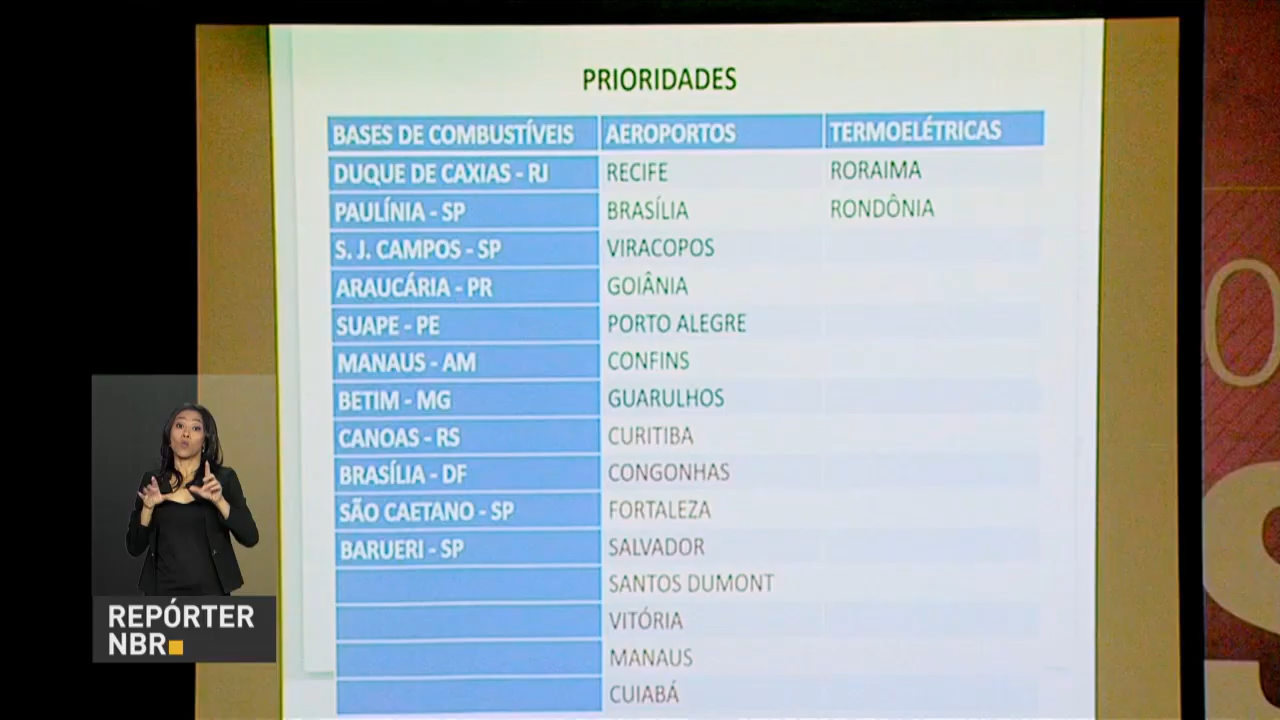 PRIORIDADES
BASES DE COMBUSTÍVEIS AEROPORTOS TERMOELÉTRICAS
DUQUE DE CAXIAS - RJ RECIFE RORAIMA
PAULÍNIA - SP BRASÍLIA RONDÔNIA
S. J. CAMPOS - SP VIRACOPOS
ARAUCÁRIA - PR GOIÂNIA
SUAPE - PE PORTO ALEGRE
MANAUS - AM CONFINS
BETIM - MG GUARULHOS
CANOAS - RS CURITIBA
BRASÍLIA - DF CONGONHAS
SÃO CAETANO - SP FORTALEZA
BARUERI - SP SALVADOR
SANTOS DUMONT
VITÓRIA
MANAUS
CUIABÁ
REPÓRTER
NBR